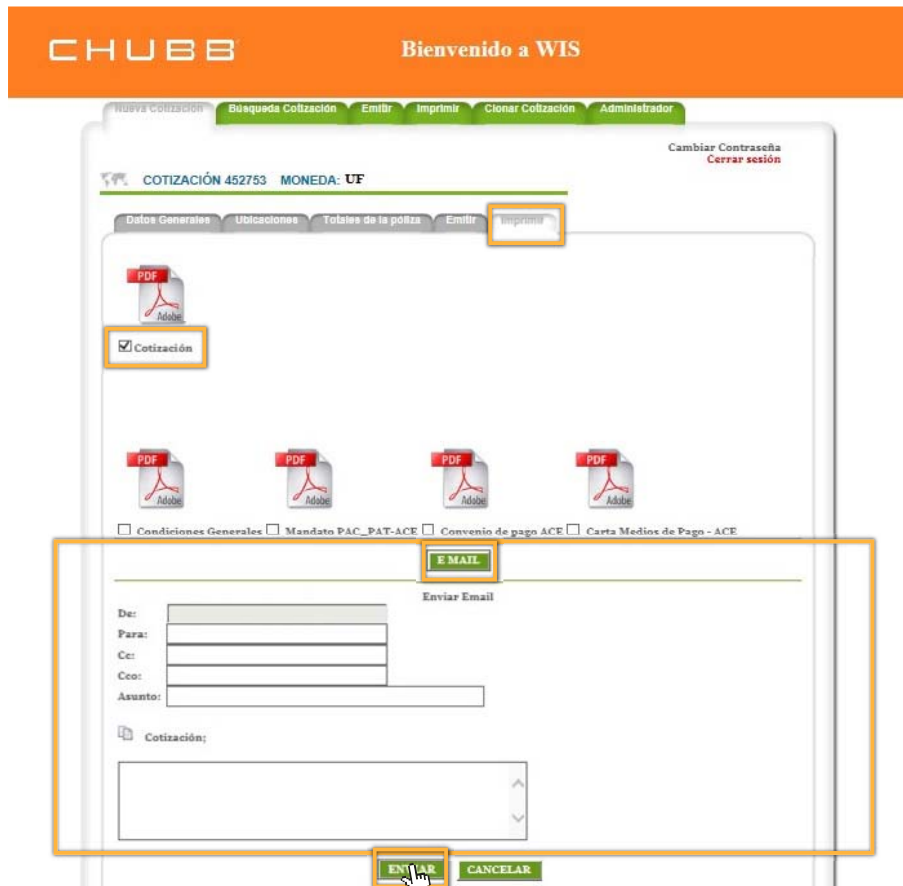 CHUBB
Bienvenido a WIS
Nueva Cotización Búsqueda Cotización Emitir Imprimir Clonar Cotización Administrador
Cambiar Contraseña
Cerrar sesión
COTIZACIÓN 452753 MONEDA: UF
Datos Generales Ubicaciones Totales de la póliza Emitir Imprimir
PDF
Adobe
Cotización
PDF PDF PDF PDF
Adobe Adobe Adobe Adobe
Condiciones Generales Mandato PAC_PAT-ACE Convenio de pago ACE Carta Medios de Pago - ACE
E MAIL
Enviar Email
De:
Para:
Cc:
Cco:
Asunto:
Cotización;
ENVIAR CANCELAR